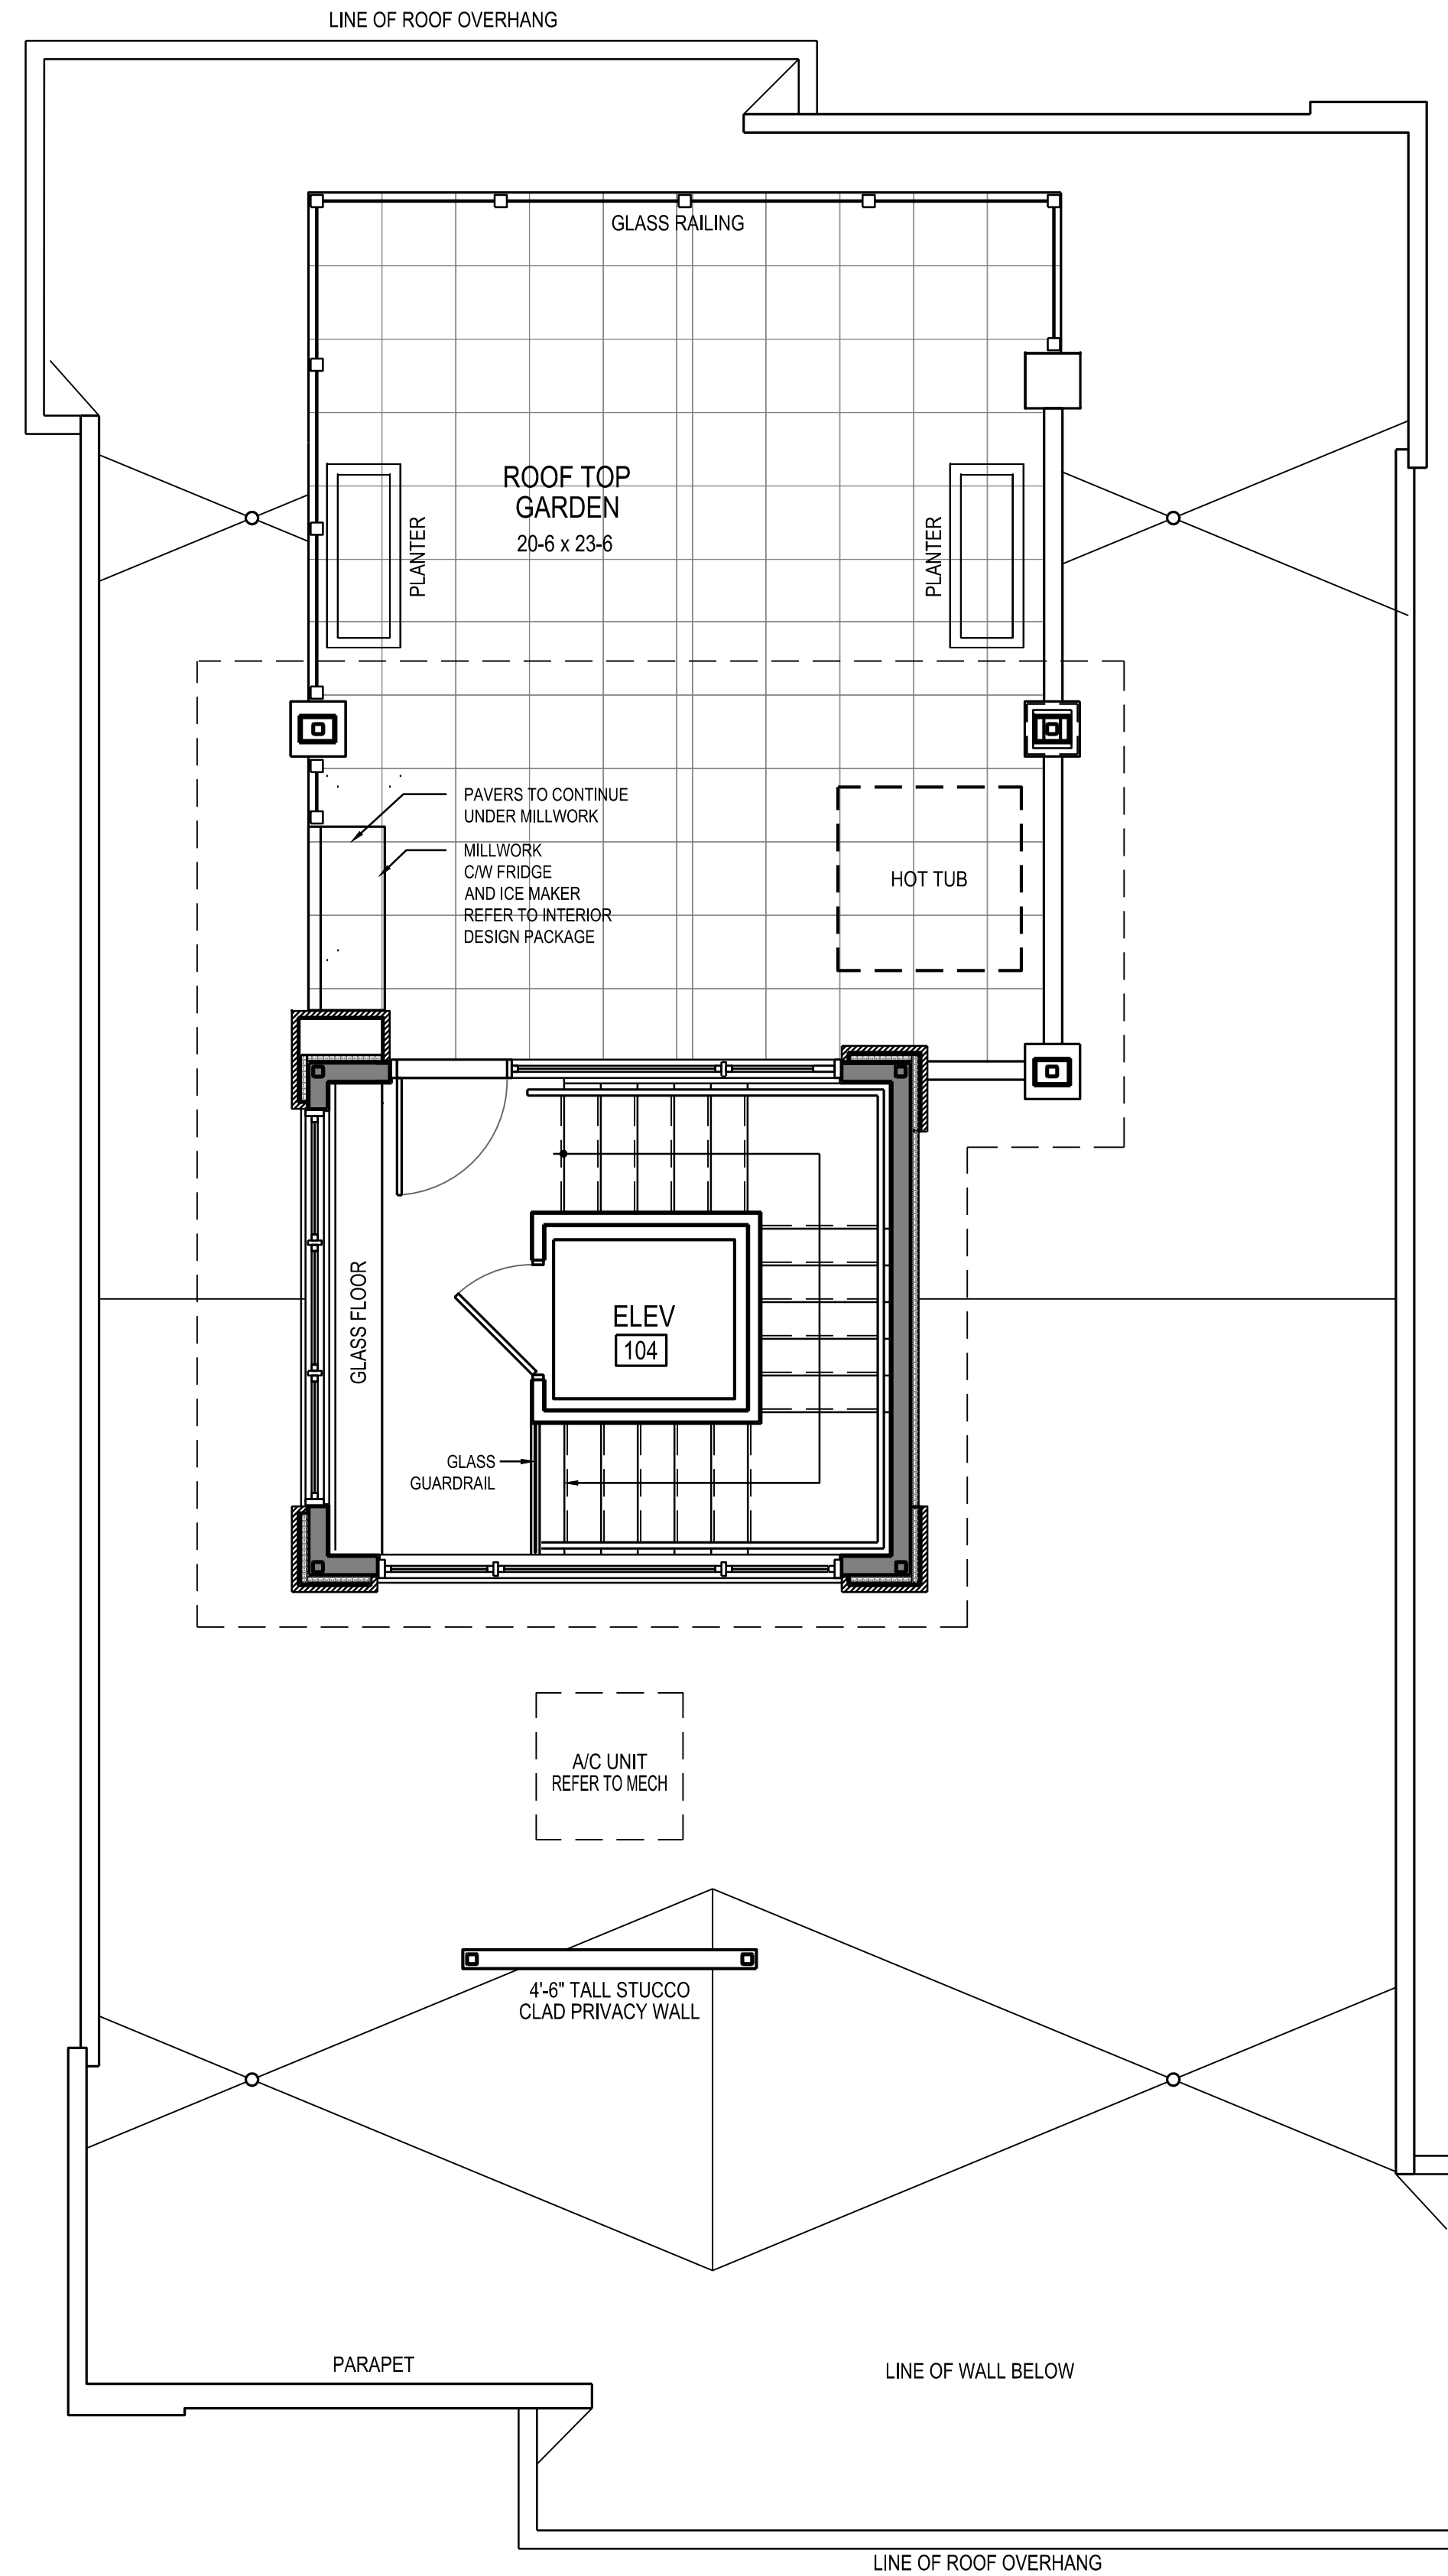 LINE OF ROOF OVERHANG
GLASS RAILING
ROOF TOP
GARDEN
20-6 x 23-6
PLANTER
PLANTER
PAVERS TO CONTINUE
UNDER MILLWORK
MILLWORK
C/W FRIDGE
AND ICE MAKER
REFER TO INTERIOR
DESIGN PACKAGE
HOT TUB
GLASS FLOOR
ELEV
104
GLASS
GUARDRAIL
A/C UNIT
REFER TO MECH
4'-6" TALL STUCCO
CLAD PRIVACY WALL
PARAPET
LINE OF WALL BELOW
LINE OF ROOF OVERHANG